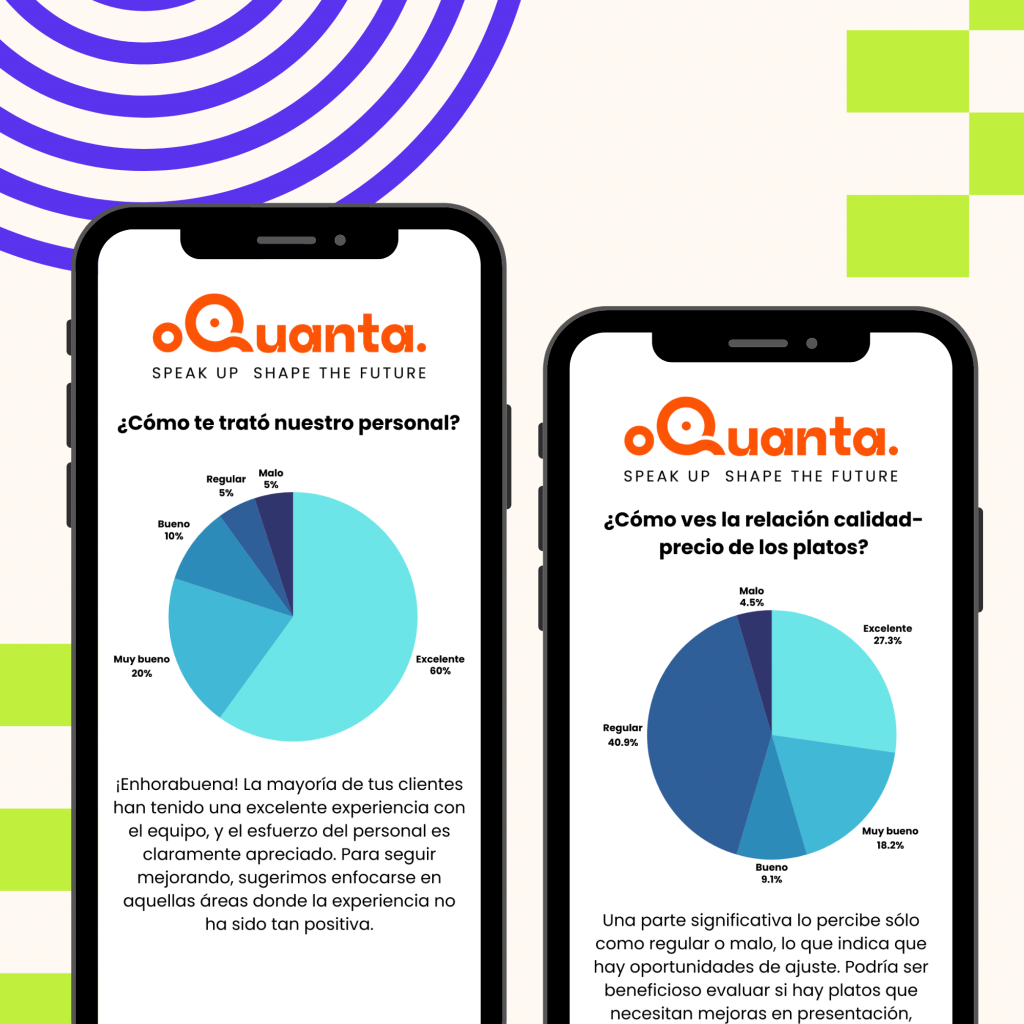 oQuanta.
SPEAK UP SHAPE THE FUTURE
¿Cómo te trató nuestro personal?
Malo
5%
Regular
5%
Bueno
10%
Muy bueno
20%
Excelente
60%
¡Enhorabuena! La mayoría de tus clientes
han tenido una excelente experiencia con
el equipo, y el esfuerzo del personal es
claramente apreciado. Para seguir
mejorando, sugerimos enfocarse en
aquellas áreas donde la experiencia no
ha sido tan positiva.
oQuanta.
SPEAK UP SHAPE THE FUTURE
¿Cómo ves la relación calidad-
precio de los platos?
Malo
4.5%
Excelente
27.3%
Regular
40.9%
Muy bueno
18.2%
Bueno
9.1%
Una parte significativa lo percibe sólo
como regular o malo, lo que indica que
hay oportunidades de ajuste. Podría ser
beneficioso evaluar si hay platos que
necesitan mejoras en presentación,